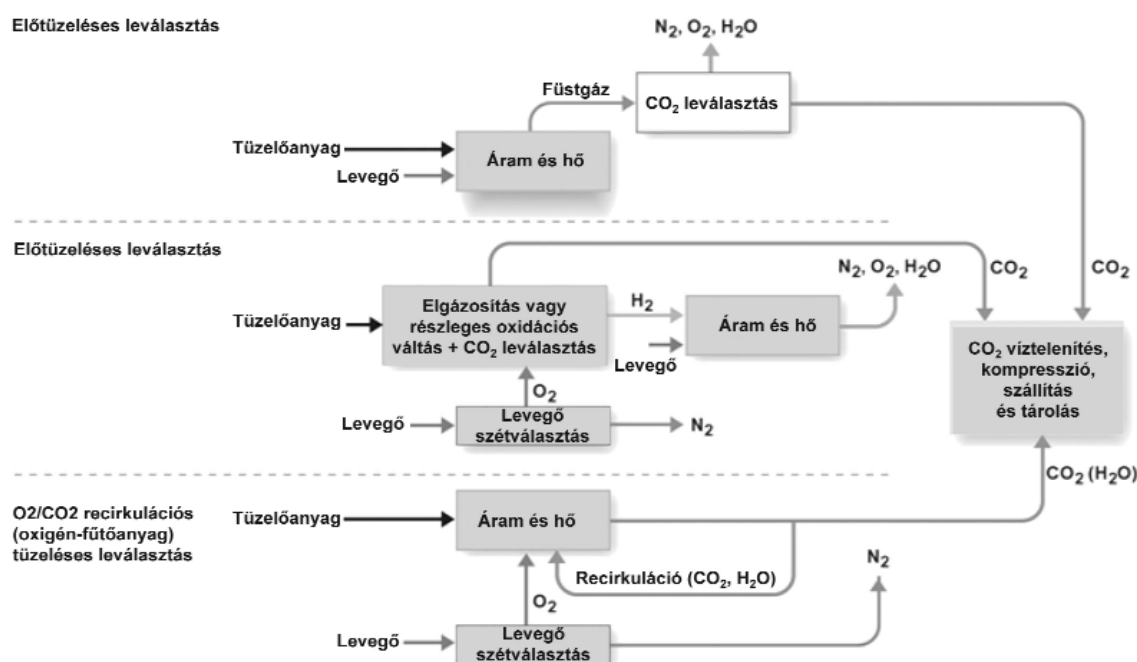 Előtüzeléses leválasztás
N₂, O₂, H₂O
Füstgáz
CO₂ leválasztás
Tüzelőanyag
Levegő
Áram és hő
CO₂
Előtüzeléses leválasztás
CO₂
N₂, O₂, H₂O
Tüzelőanyag
Elgázosítás vagy
részleges oxidációs
váltás + CO₂ leválasztás
H₂
Levegő
Áram és hő
O₂
Levegő
Levegő
szétválasztás
N₂
CO₂ víztelenítés,
kompresszió,
szállítás
és tárolás
CO₂ (H₂O)
O2/CO2 recirkulációs
(oxigén-fűtőanyag)
tüzeléses leválasztás
Tüzelőanyag
Áram és hő
Recirkuláció (CO₂, H₂O)
N₂
O₂
Levegő
Levegő
szétválasztás